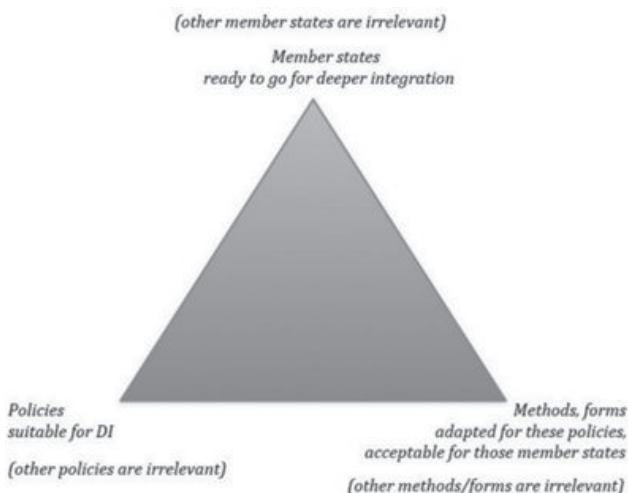 (other member states are irrelevant)
Member states
ready to go for deeper integration
Policies
suitable for DI
(other policies are irrelevant)
Methods, forms
adapted for these policies,
acceptable for those member states
(other methods/forms are irrelevant)